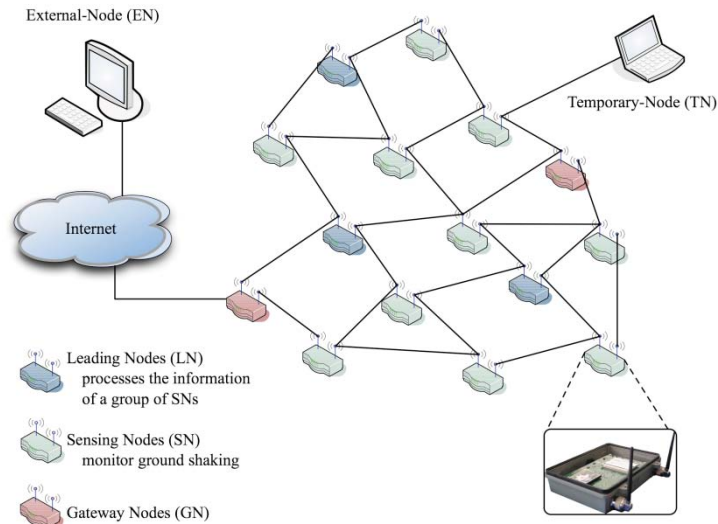 External-Node (EN)
Temporary-Node (TN)
Internet
Leading Nodes (LN)
processes the information
of a group of SNs
Sensing Nodes (SN)
monitor ground shaking
Gateway Nodes (GN)